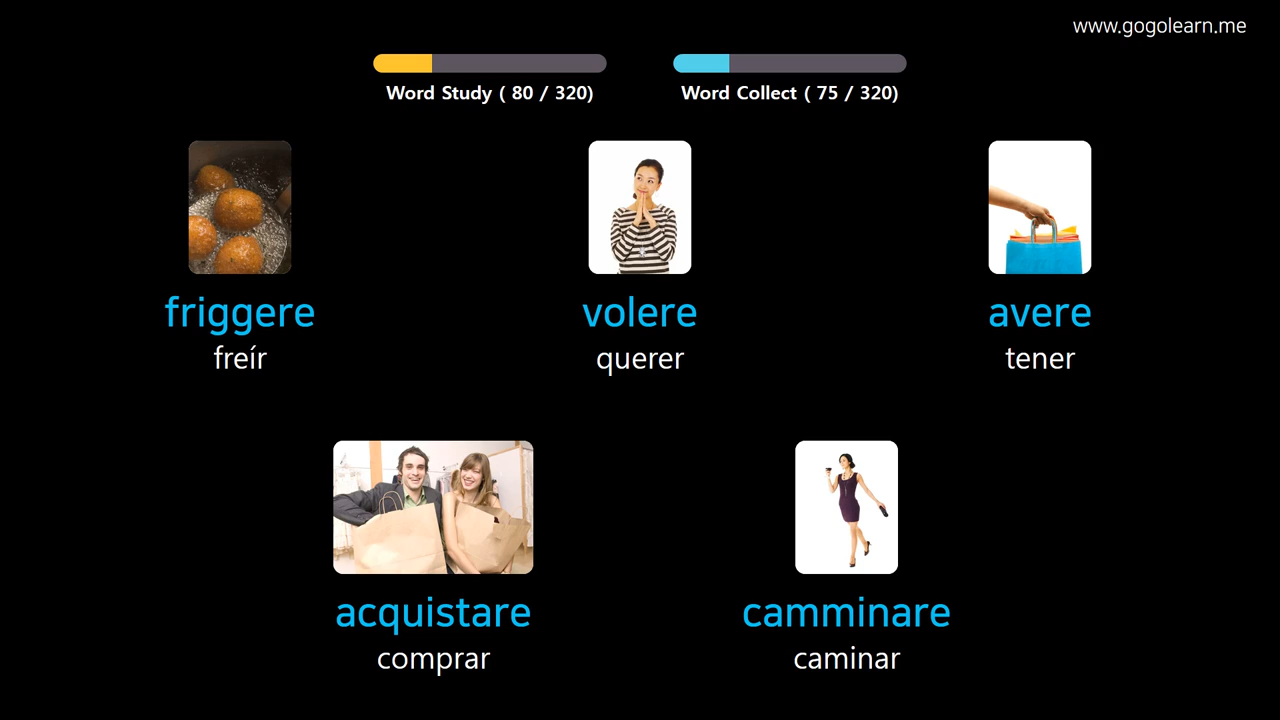 www.gogolearn.me
Word Study ( 80 / 320)
Word Collect ( 75 / 320)
friggere
freír
volere
querer
avere
tener
acquistare
comprar
camminare
caminar